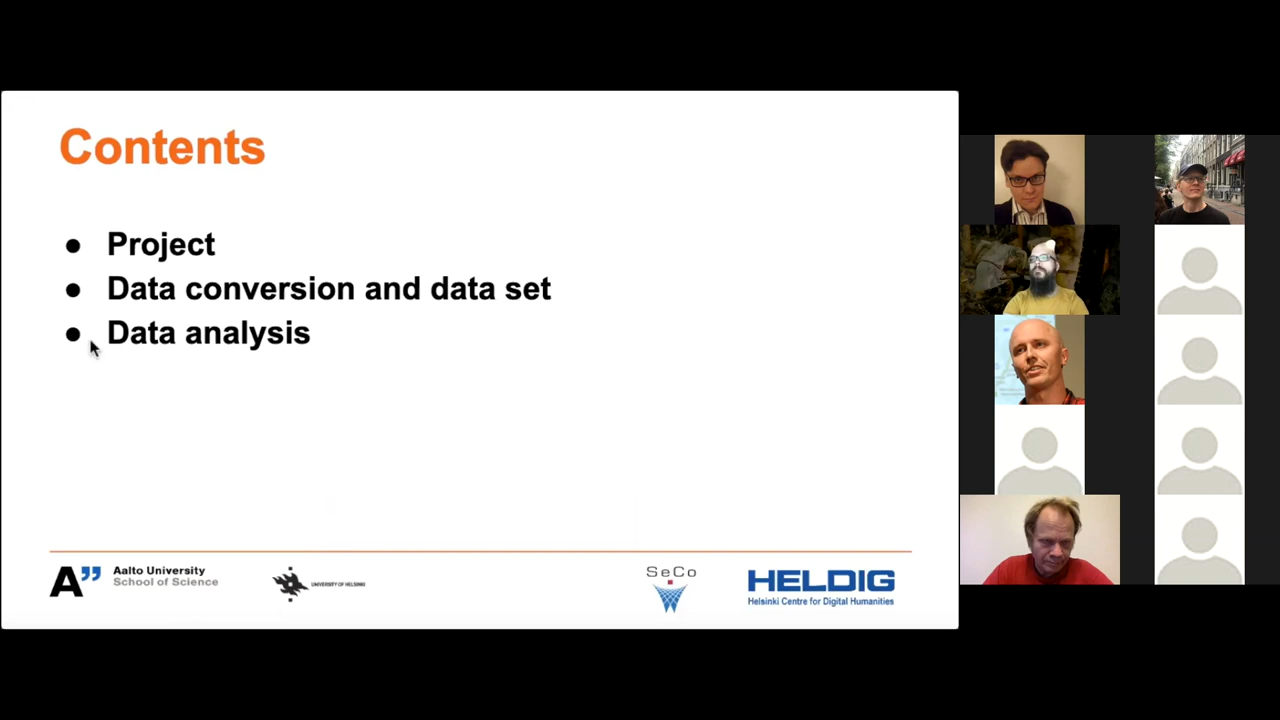 Contents
● Project
● Data conversion and data set
● Data analysis
A”
Aalto University
School of Science
UNIVERSITY OF HELSINKI
SeCo
HELDIG
Helsinki Centre for Digital Humanities